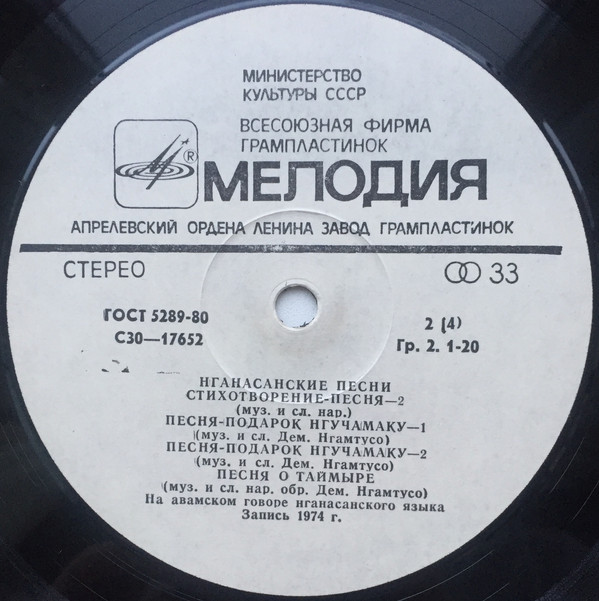 МИНИСТЕРСТВО
КУЛЬТУРЫ СССР
ВСЕСОЮЗНАЯ ФИРМА
ГРАМПЛАСТИНОК
®
МЕЛОДИЯ
АПРЕЛЕВСКИЙ ОРДЕНА ЛЕНИНА ЗАВОД ГРАМПЛАСТИНОК
СТЕРЕО
33
ГОСТ 5289-80
С30—17652
2 (4)
Гр. 2. 1-20
НГАНАСАНСКИЕ ПЕСНИ
СТИХОТВОРЕНИЕ-ПЕСНЯ—2
(муз. и сл. нар.)
ПЕСНЯ-ПОДАРОК НГУЧАМАКУ—1
(муз. и сл. Дем. Нгамтусо)
ПЕСНЯ-ПОДАРОК НГУЧАМАКУ—2
(муз. и сл. Дем. Нгамтусо)
ПЕСНЯ О ТАЙМЫРЕ
(муз. и сл. нар. обр. Дем. Нгамтусо)
На авамском говоре нганасанского языка
Запись 1974 г.